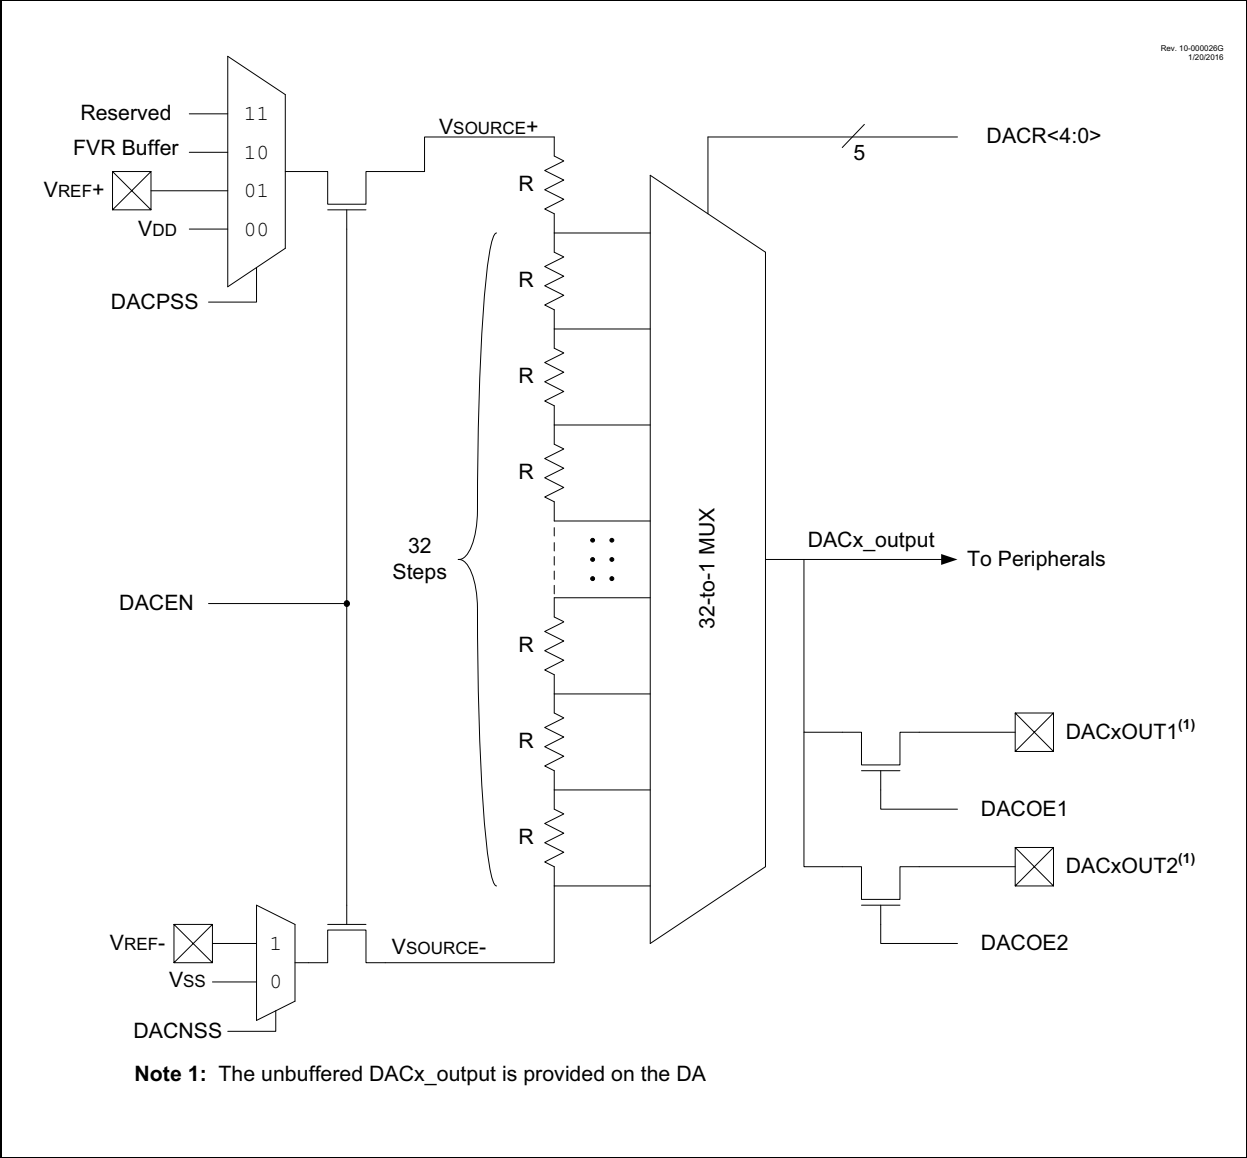 Rev. 10-000026G
1/20/2016
Reserved
11
FVR Buffer
10
VREF+
01
VDD
00
DACPSS
VSOURCE+
DACR<4:0>
5
R
R
R
R
32
Steps
32-to-1 MUX
DACx_output
To Peripherals
DACEN
R
R
R
DACxOUT1(1)
DACOE1
DACxOUT2(1)
DACOE2
VREF-
1
VSOURCE-
VSS
0
DACNSS
Note 1: The unbuffered DACx_output is provided on the DA